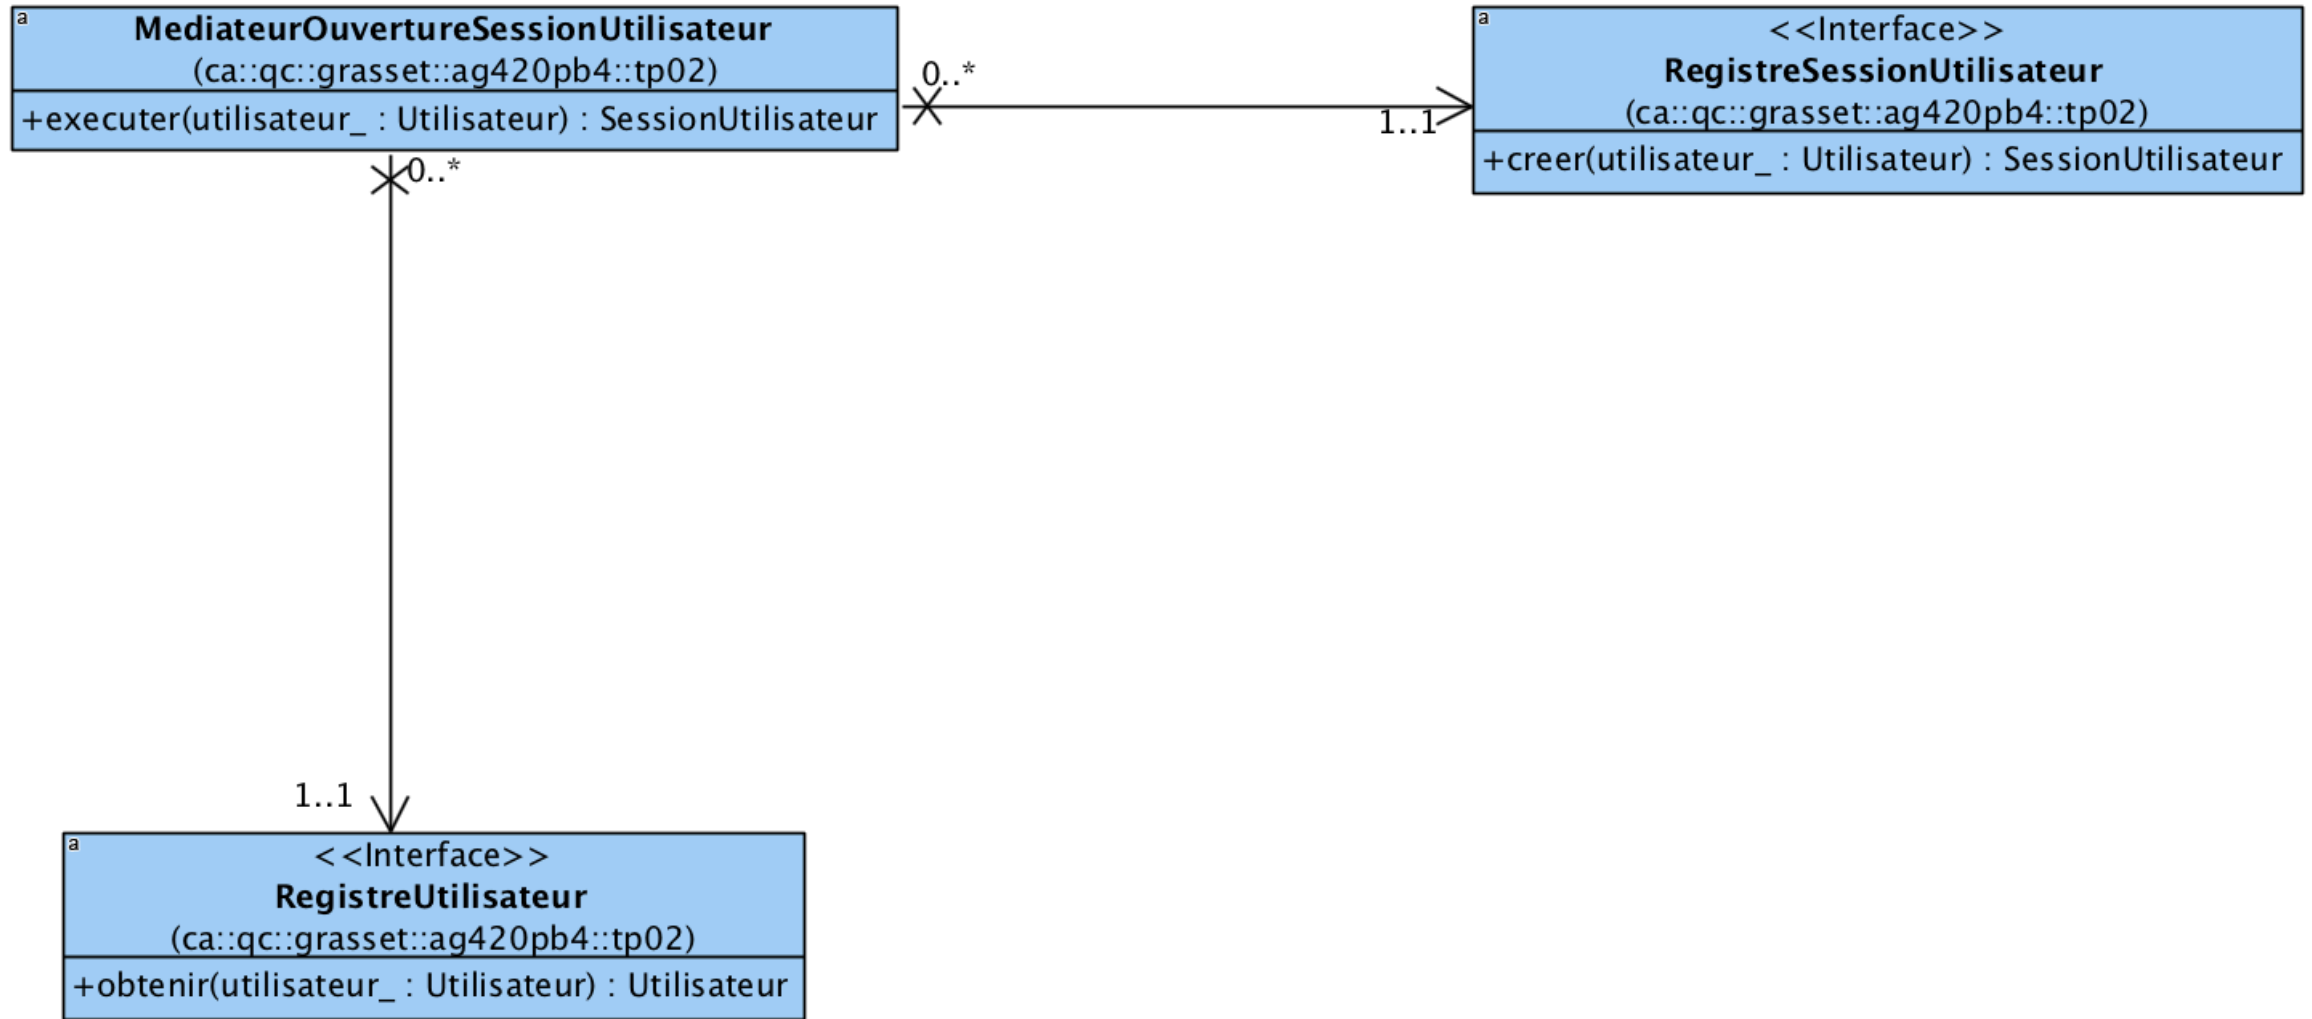 a
MediateurOuvertureSessionUtilisateur
(ca::qc::grasset::ag420pb4::tp02)
+executer(utilisateur_ : Utilisateur) : SessionUtilisateur
0..*
1..1
a
<<Interface>>
RegistreSessionUtilisateur
(ca::qc::grasset::ag420pb4::tp02)
+creer(utilisateur_ : Utilisateur) : SessionUtilisateur
0..*
1..1
a
<<Interface>>
RegistreUtilisateur
(ca::qc::grasset::ag420pb4::tp02)
+obtenir(utilisateur_ : Utilisateur) : Utilisateur